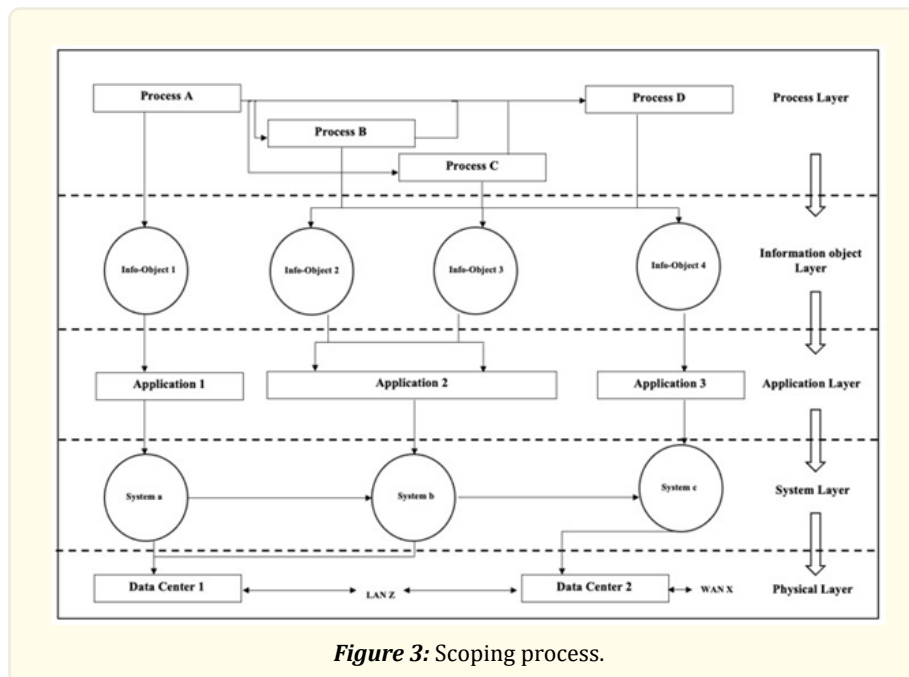 Process A
Process D
Process Layer
Process B
Process C
Info-Object 1
Info-Object 2
Info-Object 3
Info-Object 4
Information object
Layer
Application 1
Application 2
Application 3
Application Layer
System a
System b
System c
System Layer
Data Center 1
LAN Z
Data Center 2
WAN X
Physical Layer
Figure 3: Scoping process.